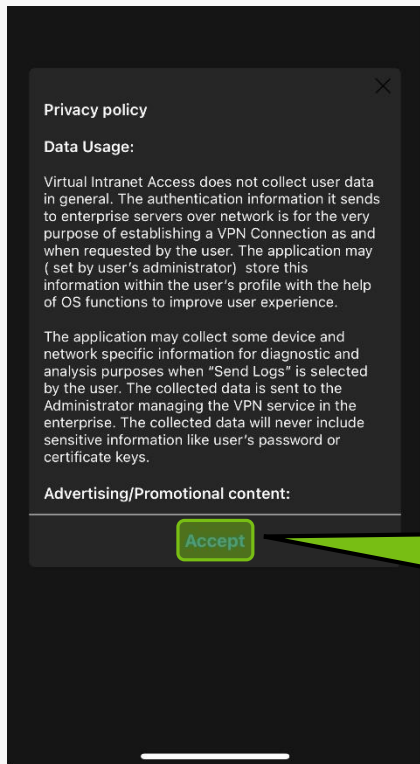 Privacy policy
Data Usage:
Virtual Intranet Access does not collect user data
in general. The authentication information it sends
to enterprise servers over network is for the very
purpose of establishing a VPN Connection as and
when requested by the user. The application may
( set by user's administrator)  store this
information within the user's profile with the help
of OS functions to improve user experience.
The application may collect some device and
network specific information for diagnostic and
analysis purposes when "Send Logs" is selected
by the user. The collected data is sent to the
Administrator managing the VPN service in the
enterprise. The collected data will never include
sensitive information like user's password or
certificate keys.
Advertising/Promotional content:
Accept